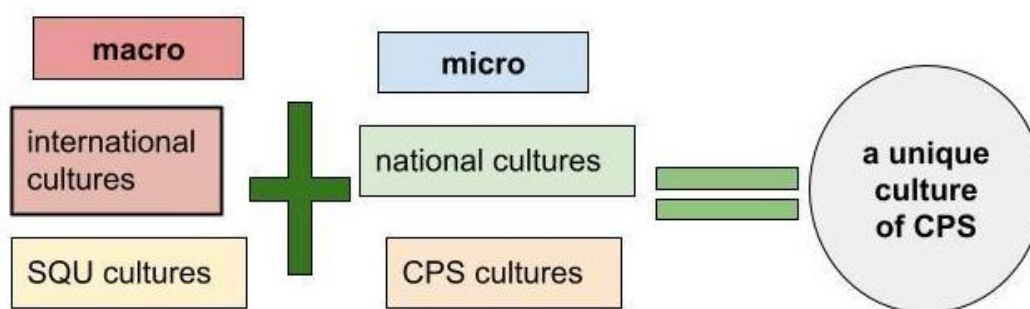 macro
international
cultures
SQU cultures
micro
national cultures
CPS cultures
a unique
culture
of CPS